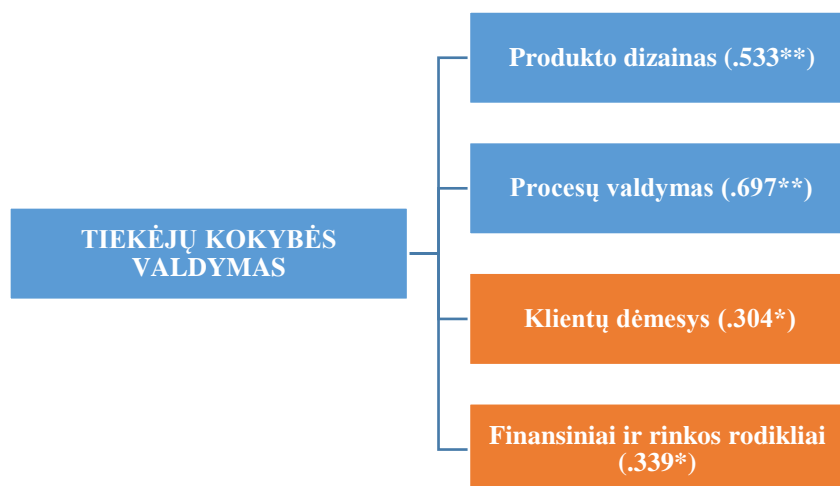 Produkto dizainas (.533**)
Procesų valdymas (.697**)
TIEKĖJŲ KOKYBĖS
VALDYMAS
Klientų dėmesys (.304*)
Finansiniai ir rinkos rodikliai
(.339*)